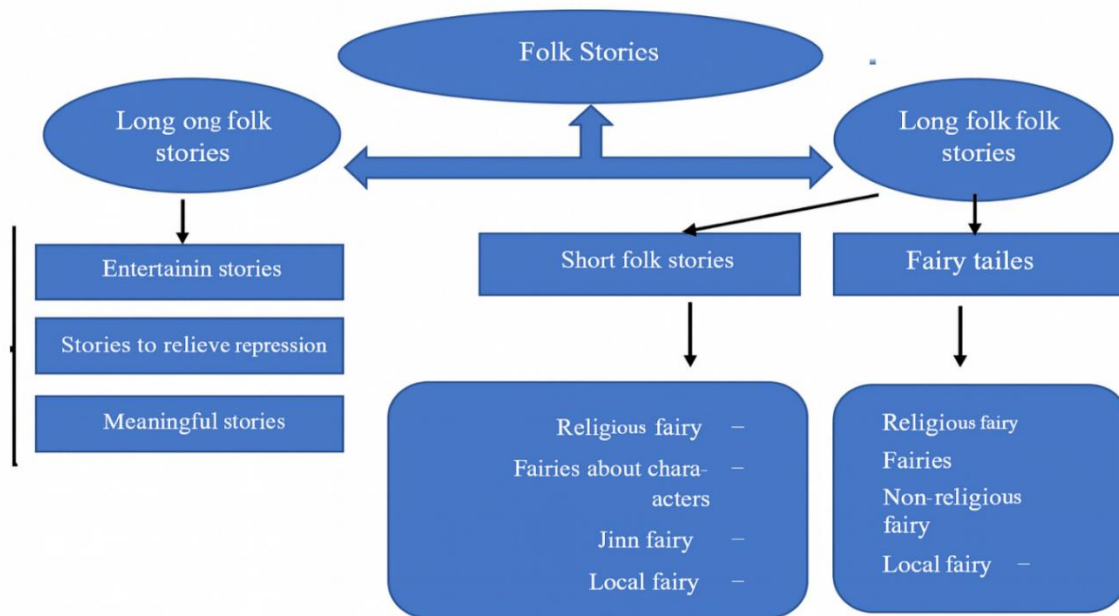 Folk Storics
Long ong folk
stories
Long folk folk
stories
Entertainin stories
Stories to relieve repression
Meaningful stories
Short folk stories
Fairy tailes
Religious fairy –
Fairies about chara-
acters –
Jinn fairy –
Local fairy –
Religious fairy
Fairies
Non-religious
fairy
Local fairy –